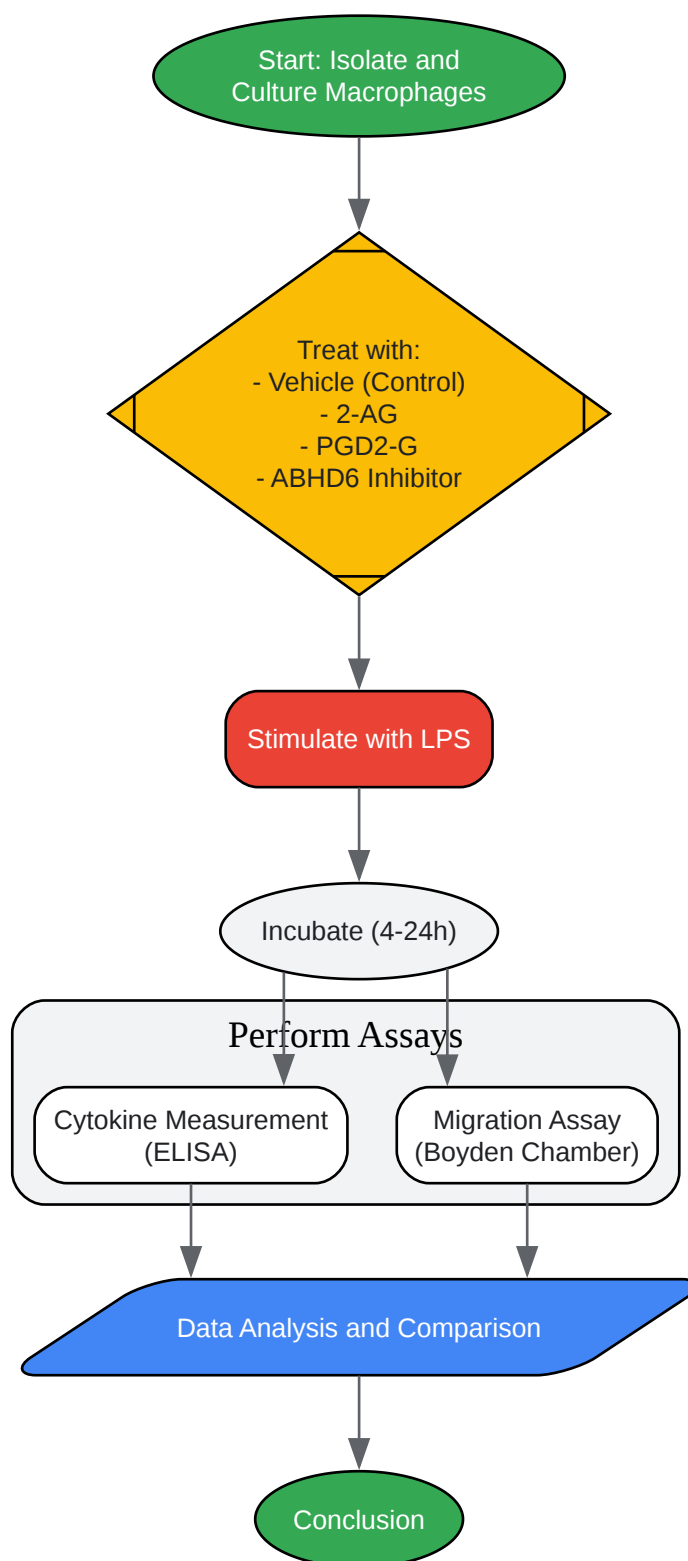 Start: Isolate and
Culture Macrophages
Treat with:
- Vehicle (Control)
- 2-AG
- PGD2-G
- ABHD6 Inhibitor
Stimulate with LPS
Incubate (4-24h)
Perform Assays
Cytokine Measurement
(ELISA)
Migration Assay
(Boyden Chamber)
Data Analysis and Comparison
Conclusion